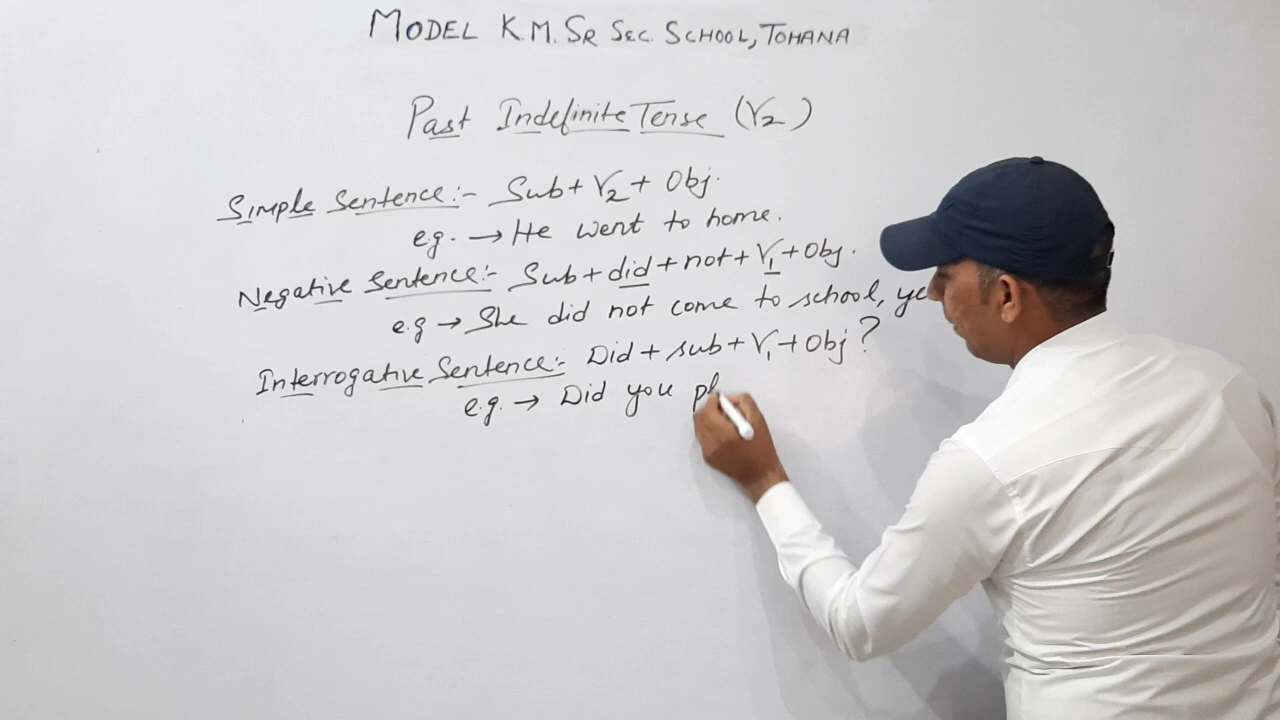 MODEL K.M. SR SEC. SCHOOL, TOHANA
Past Indefinite Tense (V2)
Simple Sentence:- Sub + V2 + Obj.
e.g. → He went to home.
Negative Sentence:- Sub + did + not + V1 + Obj.
e.g → She did not come to school, ye
Interrogative Sentence:- Did + sub + V1 + Obj ?
e.g. → Did you pl